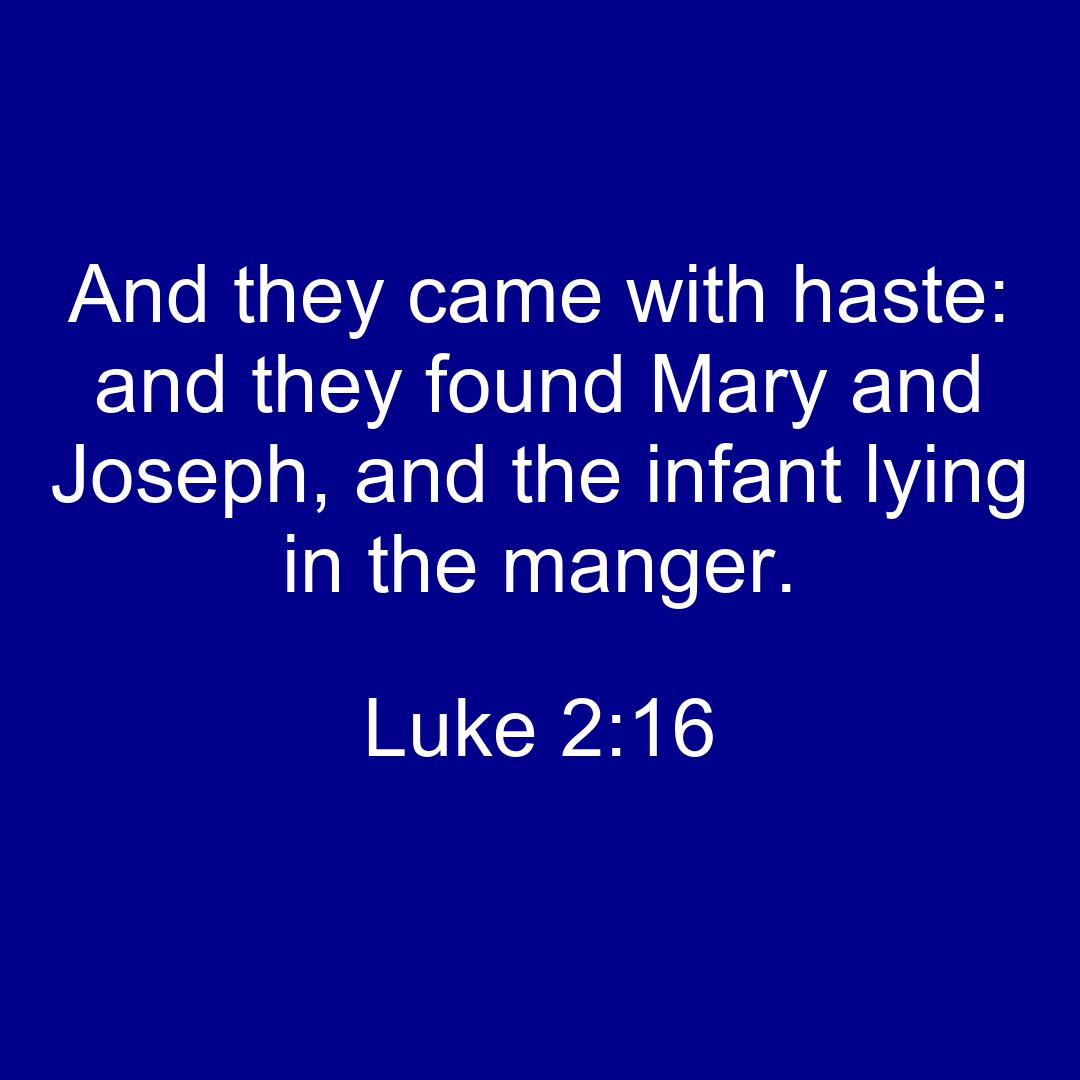 And they came with haste:
and they found Mary and
Joseph, and the infant lying
in the manger.
Luke 2:16